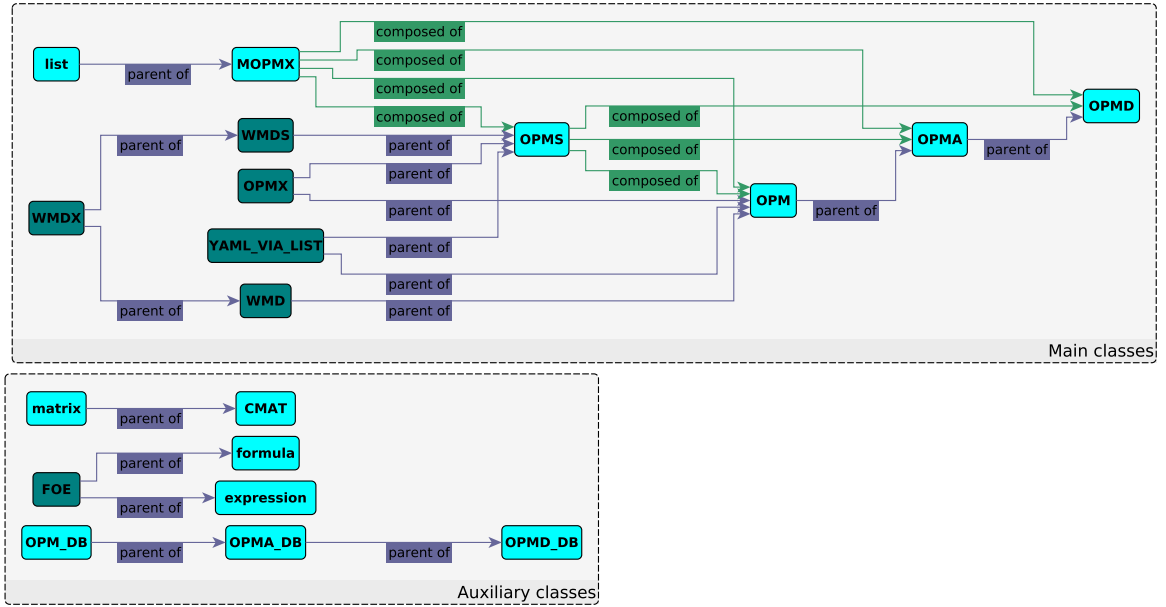 composed of
list
MOPMX
composed of
parent of
composed of
OPMD
composed of
composed of
WMDS
OPMS
OPMA
parent of
parent of
composed of
parent of
parent of
OPMX
composed of
OPM
parent of
parent of
WMDX
YAML_VIA_LIST
parent of
parent of
WMD
parent of
parent of
Main classes
matrix
CMAT
parent of
formula
parent of
FOE
expression
parent of
OPM_DB
OPMA_DB
OPMD_DB
parent of
parent of
Auxiliary classes